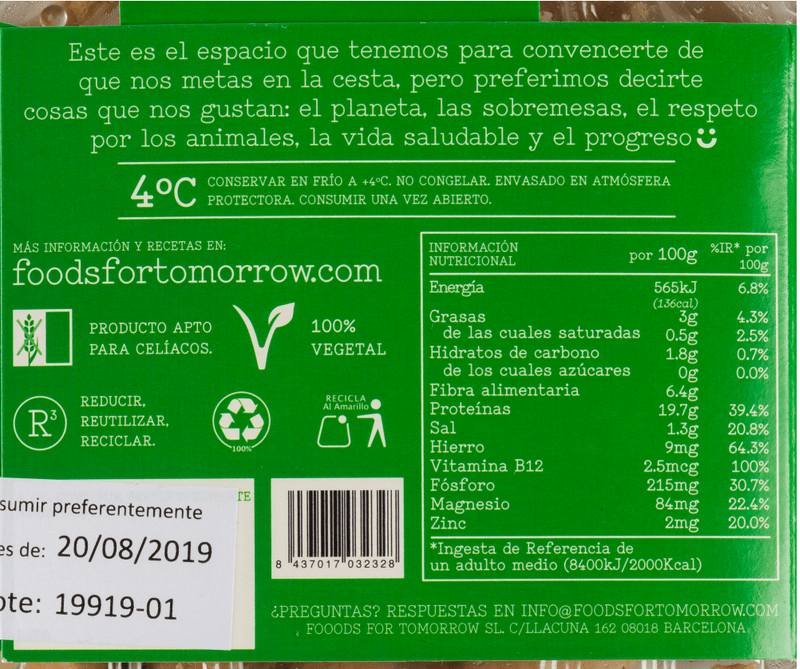 Este es el espacio que tenemos para convencerte de
que nos metas en la cesta, pero preferimos decirte
cosas que nos gustan: el planeta, las sobremesas, el respeto
por los animales, la vida saludable y el progreso
4ºC
CONSERVAR EN FRÍO A +4ºC. NO CONGELAR. ENVASADO EN ATMÓSFERA
PROTECTORA. CONSUMIR UNA VEZ ABIERTO.
MÁS INFORMACIÓN Y RECETAS EN:
foodsfortomorrow.com
PRODUCTO APTO
PARA CELÍACOS.
100%
VEGETAL
R³
REDUCIR,
REUTILIZAR,
RECICLAR.
100%
RECICLA
Al Amarillo
INFORMACIÓN
NUTRICIONAL
por 100g
%IR* por
100g
Energía 565kJ 6.8%
(136cal)
Grasas 3g 4.3%
de las cuales saturadas 0.5g 2.5%
Hidratos de carbono 1.8g 0.7%
de los cuales azúcares 0g 0.0%
Fibra alimentaria 6.4g
Proteínas 19.7g 39.4%
Sal 1.3g 20.8%
Hierro 9mg 64.3%
Vitamina B12 2.5mcg 100%
Fósforo 215mg 30.7%
Magnesio 84mg 22.4%
Zinc 2mg 20.0%
*Ingesta de Referencia de
un adulto medio (8400kJ/2000Kcal)
TE
sumir preferentemente
es de: 20/08/2019
ote: 19919-01
8 437017 032328
¿PREGUNTAS? RESPUESTAS EN INFO@FOODSFORTOMORROW.COM
FOOODS FOR TOMORROW SL. C/LLACUNA 162 08018 BARCELONA